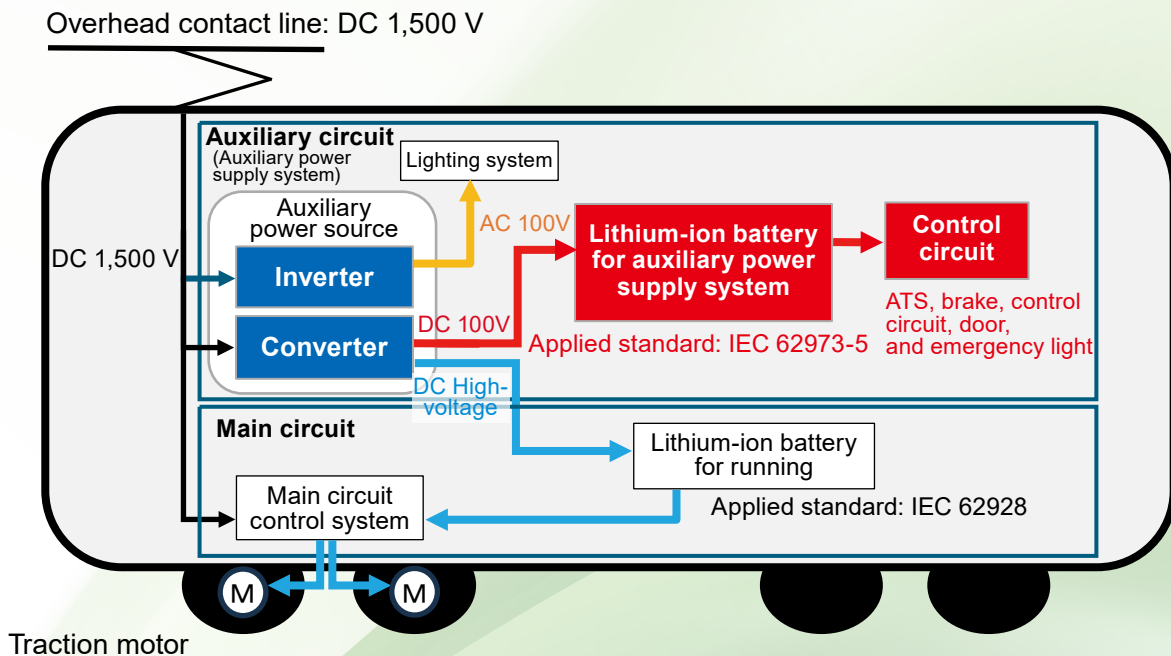 Overhead contact line: DC 1,500 V
Auxiliary circuit
(Auxiliary power
supply system)
Lighting system
Auxiliary
power source
AC 100V
DC 1,500 V
Inverter
Converter
DC 100V
Lithium-ion battery
for auxiliary power
supply system
Control
circuit
Applied standard: IEC 62973-5
ATS, brake, control
circuit, door,
and emergency light
DC High-
voltage
Main circuit
Lithium-ion battery
for running
Applied standard: IEC 62928
Main circuit
control system
M
M
Traction motor